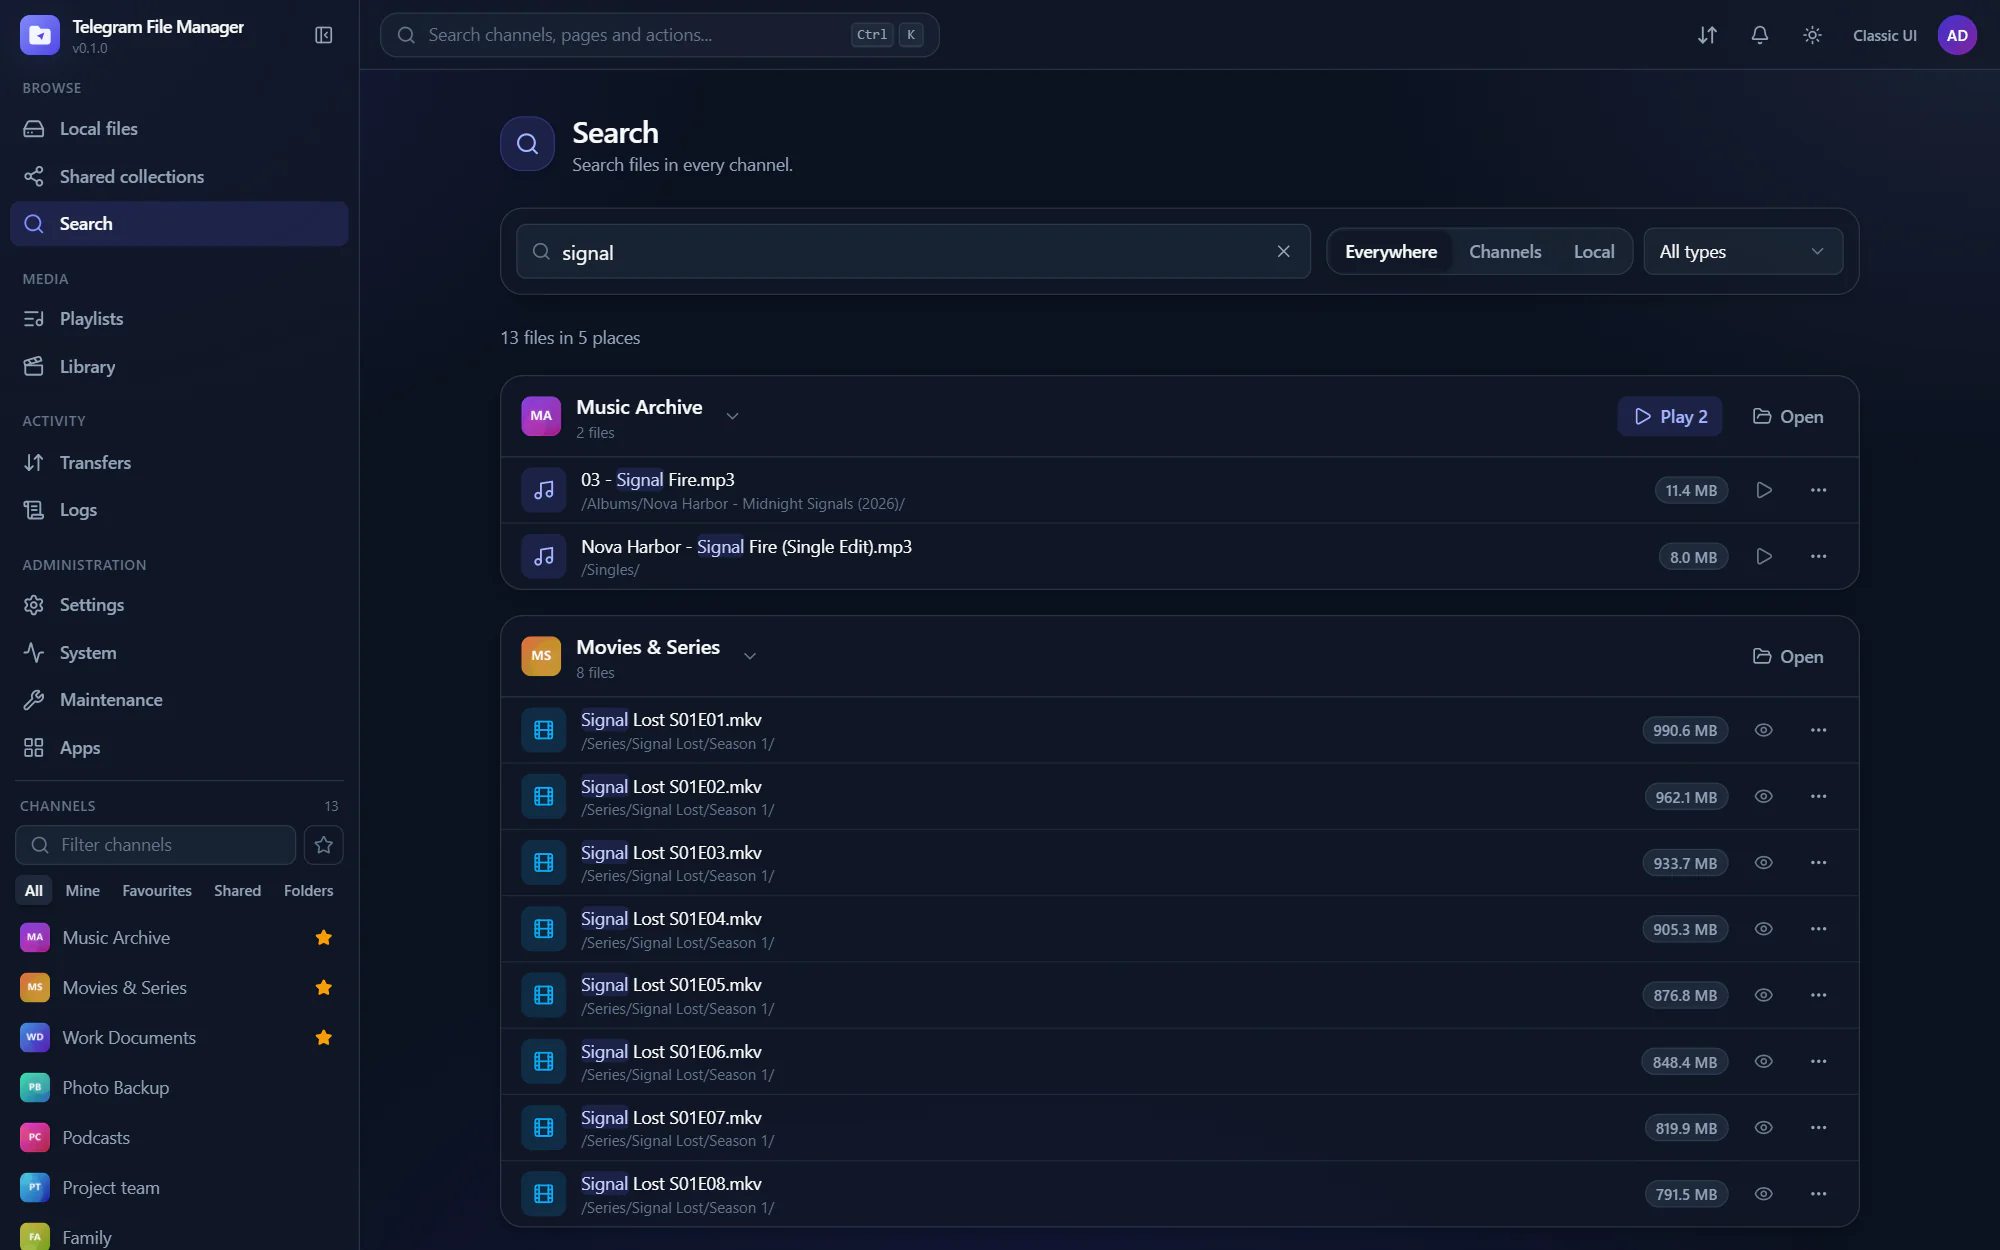 Telegram File Manager
v0.1.0
BROWSE
Local files
Shared collections
Search
MEDIA
Playlists
Library
ACTIVITY
Transfers
Logs
ADMINISTRATION
Settings
System
Maintenance
Apps
CHANNELS 13
Filter channels
All Mine Favourites Shared Folders
MA Music Archive
MS Movies & Series
WD Work Documents
PB Photo Backup
PC Podcasts
PT Project team
FA Family
Search channels, pages and actions... Ctrl K
Classic UI AD
Search
Search files in every channel.
signal
Everywhere Channels Local All types
13 files in 5 places
MA Music Archive
2 files
Play 2 Open
03 - Signal Fire.mp3
/Albums/Nova Harbor - Midnight Signals (2026)/
11.4 MB
Nova Harbor - Signal Fire (Single Edit).mp3
/Singles/
8.0 MB
MS Movies & Series
8 files
Open
Signal Lost S01E01.mkv
/Series/Signal Lost/Season 1/
990.6 MB
Signal Lost S01E02.mkv
/Series/Signal Lost/Season 1/
962.1 MB
Signal Lost S01E03.mkv
/Series/Signal Lost/Season 1/
933.7 MB
Signal Lost S01E04.mkv
/Series/Signal Lost/Season 1/
905.3 MB
Signal Lost S01E05.mkv
/Series/Signal Lost/Season 1/
876.8 MB
Signal Lost S01E06.mkv
/Series/Signal Lost/Season 1/
848.4 MB
Signal Lost S01E07.mkv
/Series/Signal Lost/Season 1/
819.9 MB
Signal Lost S01E08.mkv
/Series/Signal Lost/Season 1/
791.5 MB